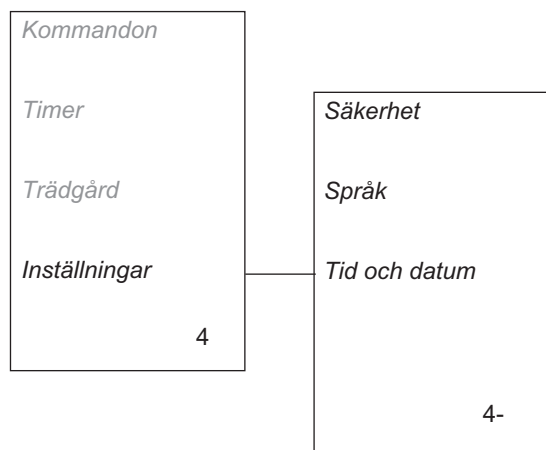 Kommandon
Timer
Trädgård
Inställningar
4
Säkerhet
Språk
Tid och datum
4-